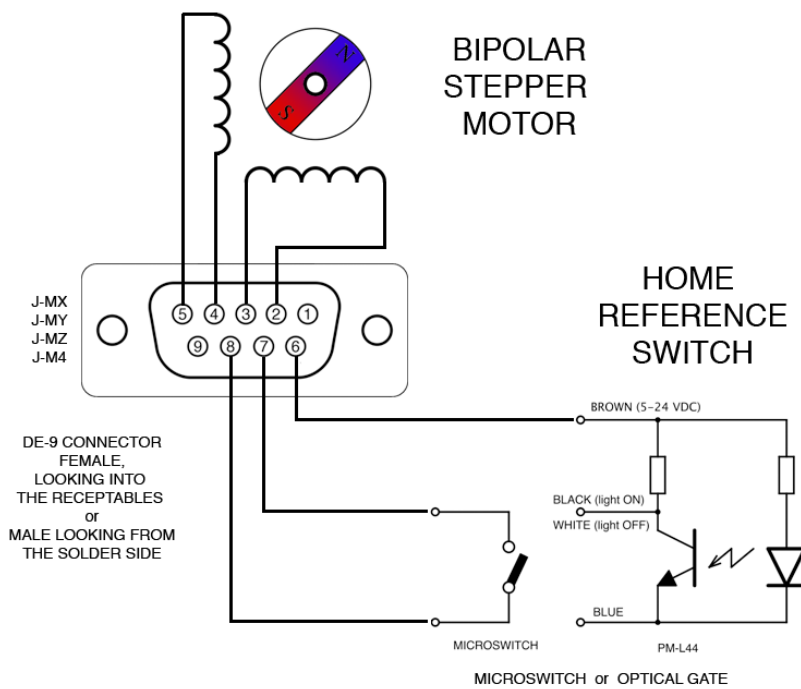 BIPOLAR
STEPPER
MOTOR
N
S
J-MX
J-MY
J-MZ
J-M4
5 4 3 2 1
9 8 7 6
HOME
REFERENCE
SWITCH
DE-9 CONNECTOR
FEMALE,
LOOKING INTO
THE RECEPTABLES
or
MALE LOOKING FROM
THE SOLDER SIDE
BROWN (5-24 VDC)
BLACK (light ON)
WHITE (light OFF)
BLUE
MICROSWITCH
PM-L44
MICROSWITCH or OPTICAL GATE